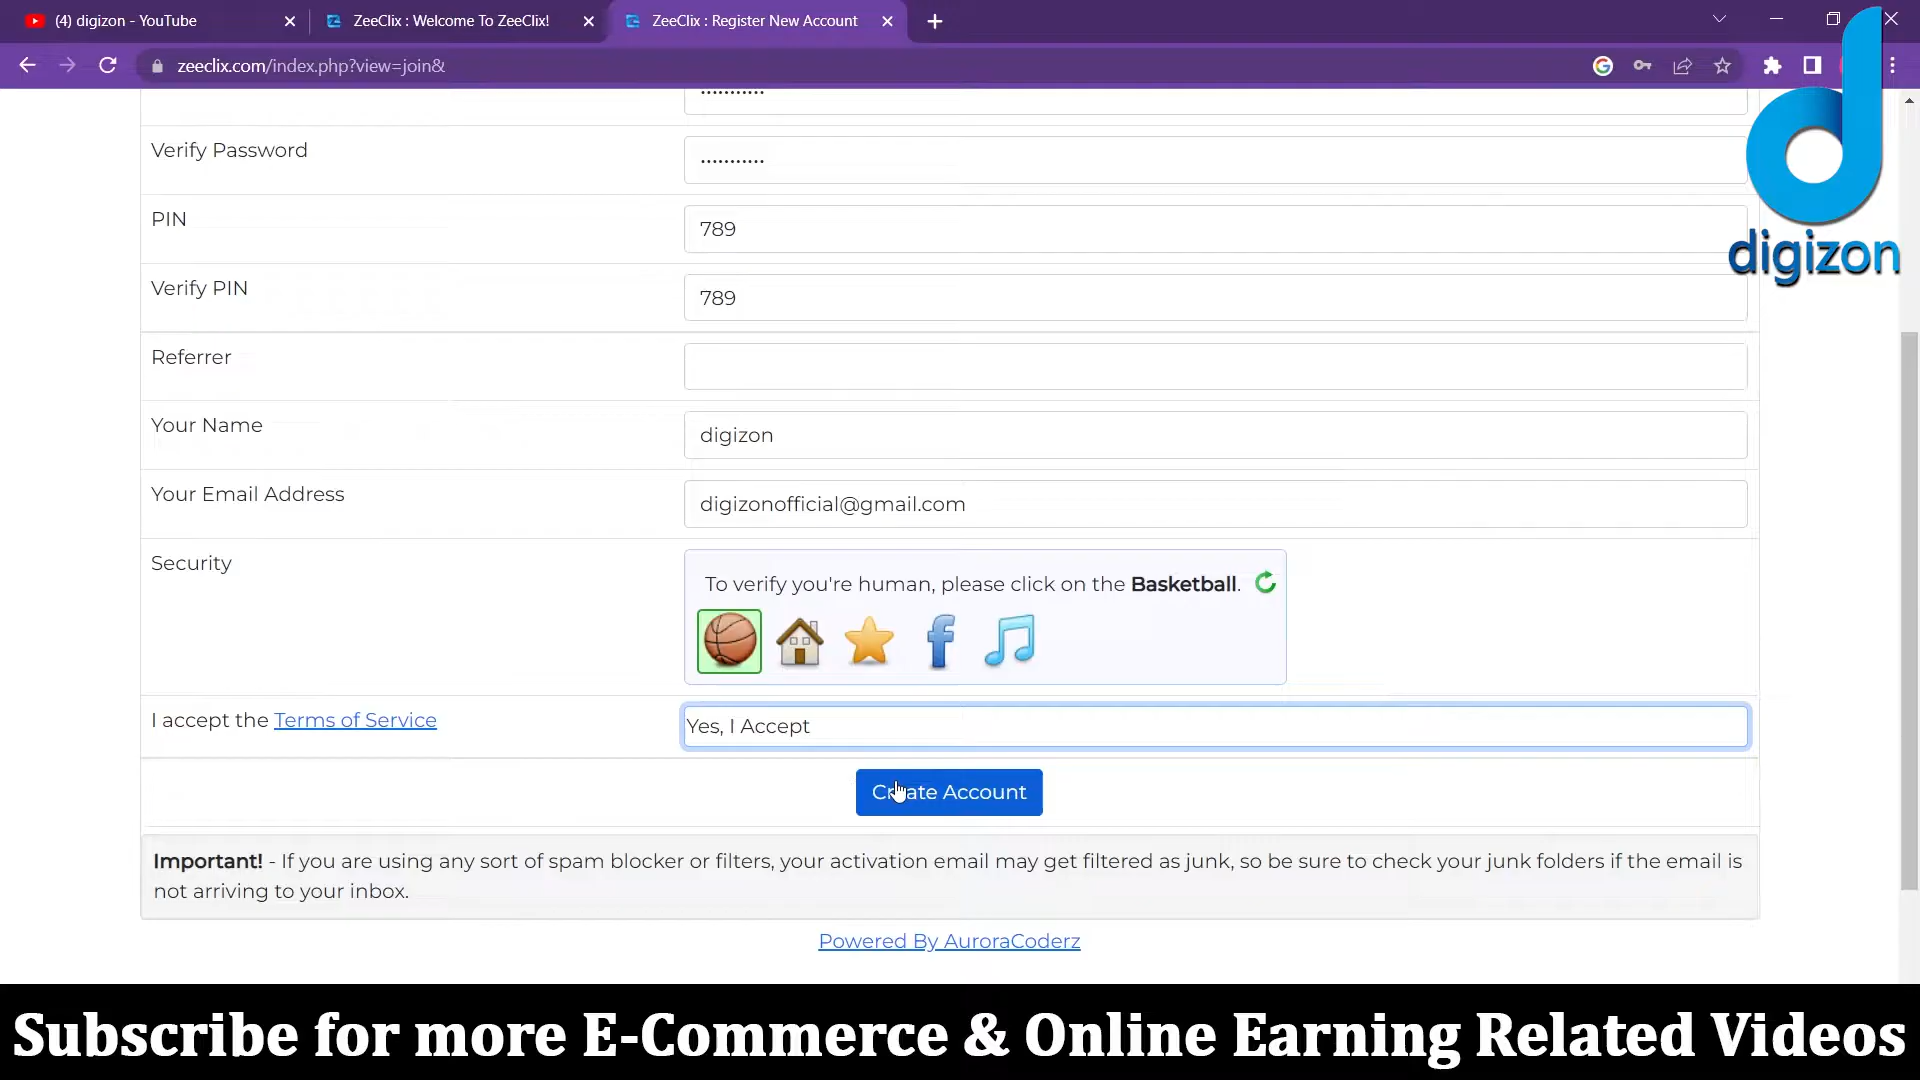 (4) digizon - YouTube
ZeeClix : Welcome To ZeeClix!
ZeeClix : Register New Account
zeeclix.com/index.php?view=join&
Verify Password
PIN
789
Verify PIN
789
Referrer
Your Name
digizon
Your Email Address
digizonofficial@gmail.com
Security
To verify you're human, please click on the Basketball.
I accept the Terms of Service
Yes, I Accept
Create Account
Important! - If you are using any sort of spam blocker or filters, your activation email may get filtered as junk, so be sure to check your junk folders if the email is
not arriving to your inbox.
Powered By AuroraCoderz
digizon
Subscribe for more E-Commerce & Online Earning Related Videos